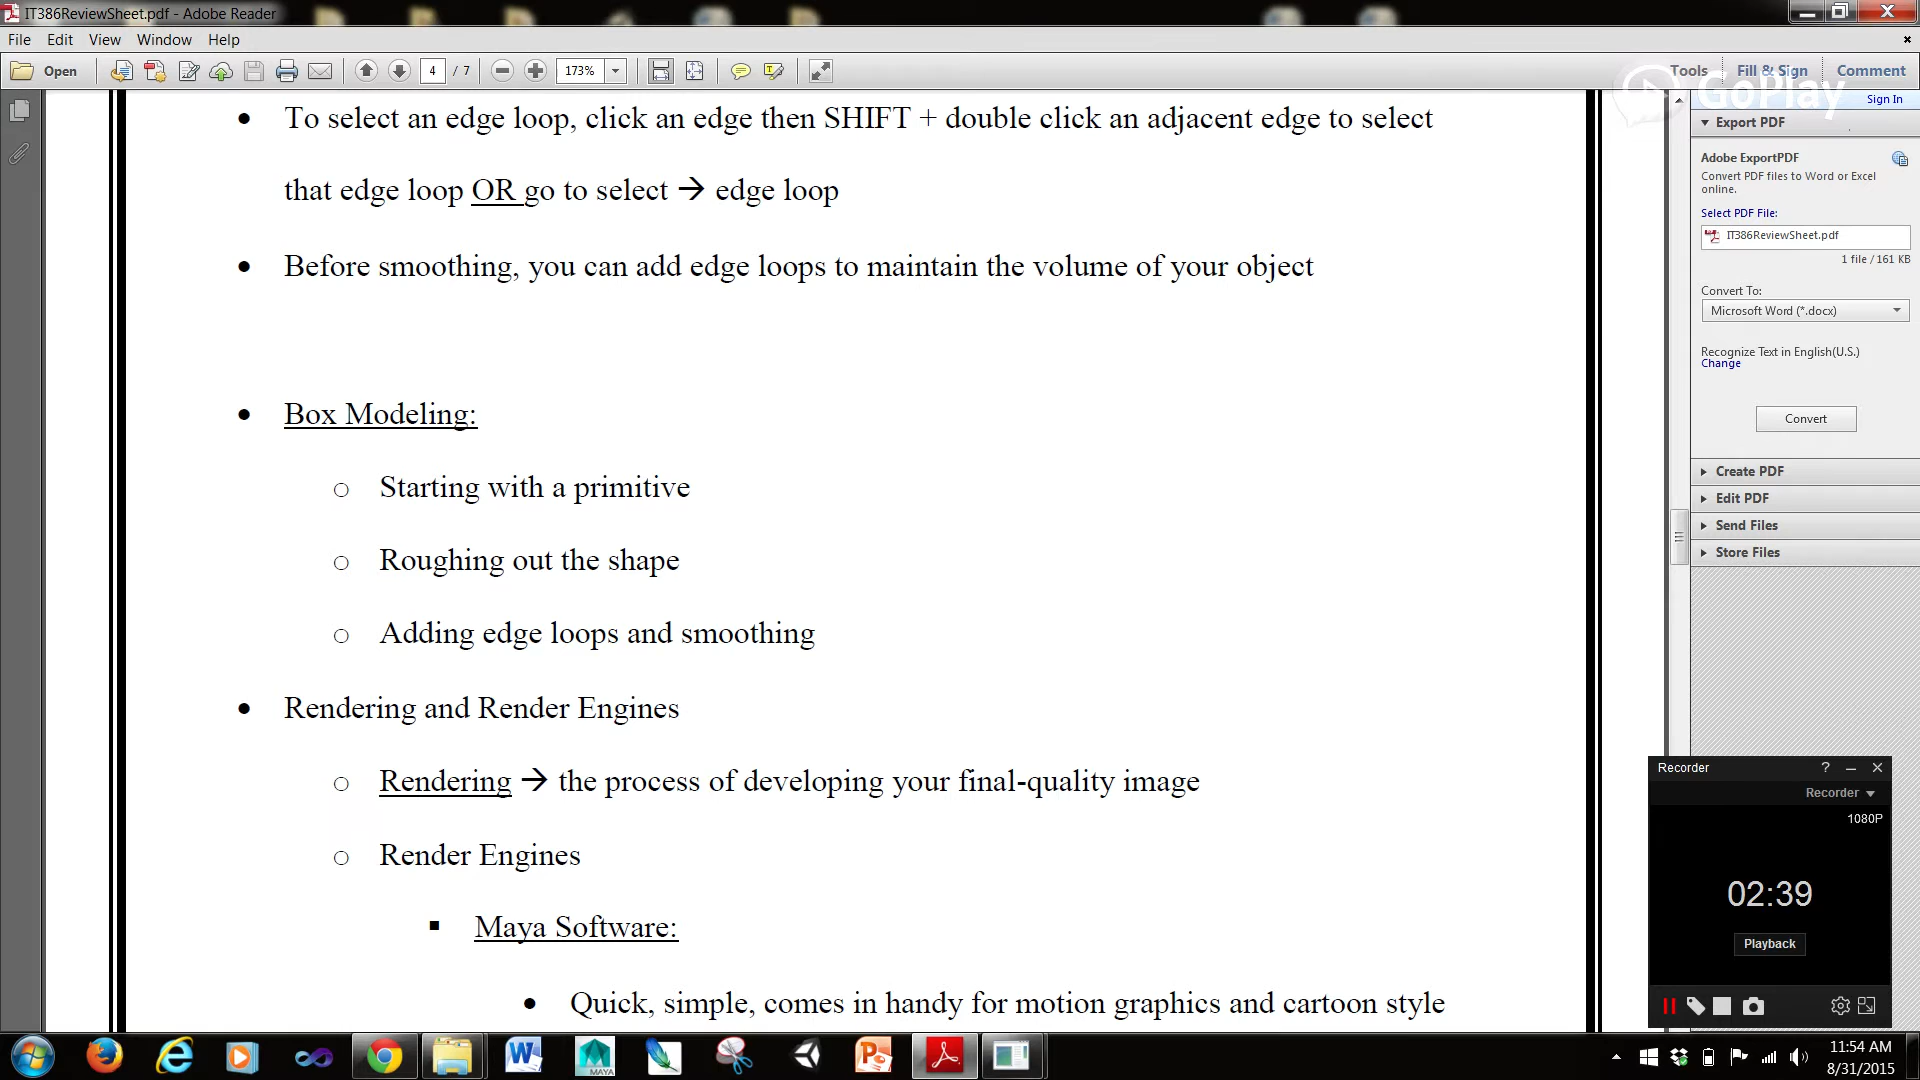 IT386ReviewSheet.pdf - Adobe Reader
File Edit View Window Help
Open 4 / 7 173% Tools Fill & Sign Comment
GoPlay
Sign In
• To select an edge loop, click an edge then SHIFT + double click an adjacent edge to select
that edge loop OR go to select → edge loop
• Before smoothing, you can add edge loops to maintain the volume of your object
• Box Modeling:
○ Starting with a primitive
○ Roughing out the shape
○ Adding edge loops and smoothing
• Rendering and Render Engines
○ Rendering → the process of developing your final-quality image
○ Render Engines
▪ Maya Software:
• Quick, simple, comes in handy for motion graphics and cartoon style
Export PDF
Adobe ExportPDF
Convert PDF files to Word or Excel
online.
Select PDF File:
IT386ReviewSheet.pdf
1 file / 161 KB
Convert To:
Microsoft Word (*.docx)
Recognize Text in English(U.S.)
Change
Convert
Create PDF
Edit PDF
Send Files
Store Files
Recorder ?
Recorder
1080P
02:39
Playback
MAYA
11:54 AM
8/31/2015